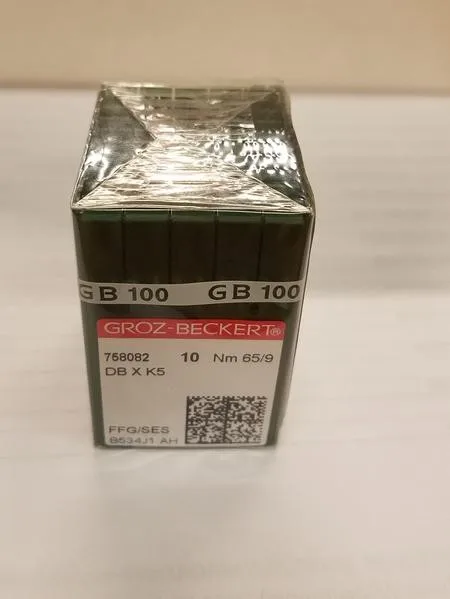 GB 100 GB 100
GROZ-BECKERT®
758082 10 Nm 65/9
DB X K5
FFG/SES
B534J1 AH